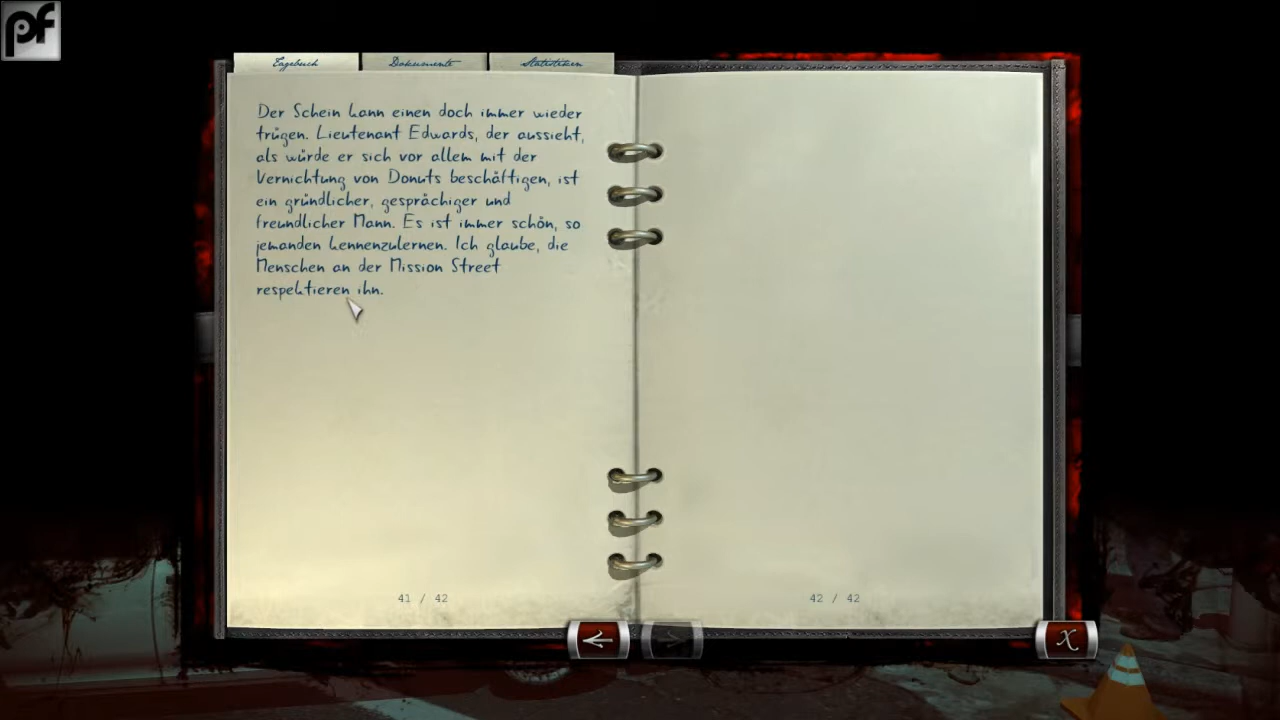 pf
Tagebuch
Dokumente
Statistiken
Der Schein kann einen doch immer wieder
trügen. Lieutenant Edwards, der aussieht,
als würde er sich vor allem mit der
Vernichtung von Donuts beschäftigen, ist
ein gründlicher, gesprächiger und
freundlicher Mann. Es ist immer schön, so
jemanden kennenzulernen. Ich glaube, die
Menschen an der Mission Street
respektieren ihn.
41 / 42
42 / 42
X